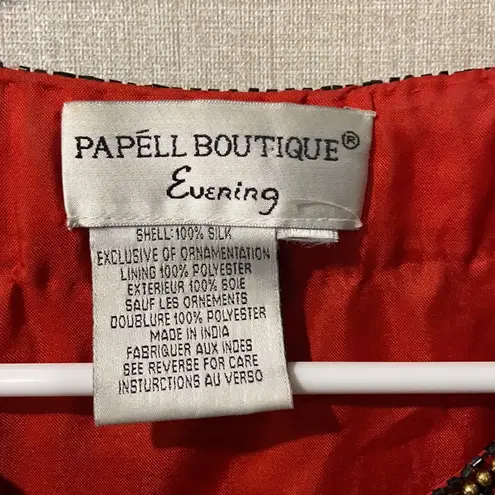 PAPÉLL BOUTIQUE®
Evening
SHELL:100% SILK
EXCLUSIVE OF ORNAMENTATION
LINING 100% POLYESTER
EXTERIEUR 100% SOIE
SAUF LES ORNEMENTS
DOUBLURE 100% POLYESTER
MADE IN INDIA
FABRIQUER AUX INDES
SEE REVERSE FOR CARE
INSTURCTIONS AU VERSO